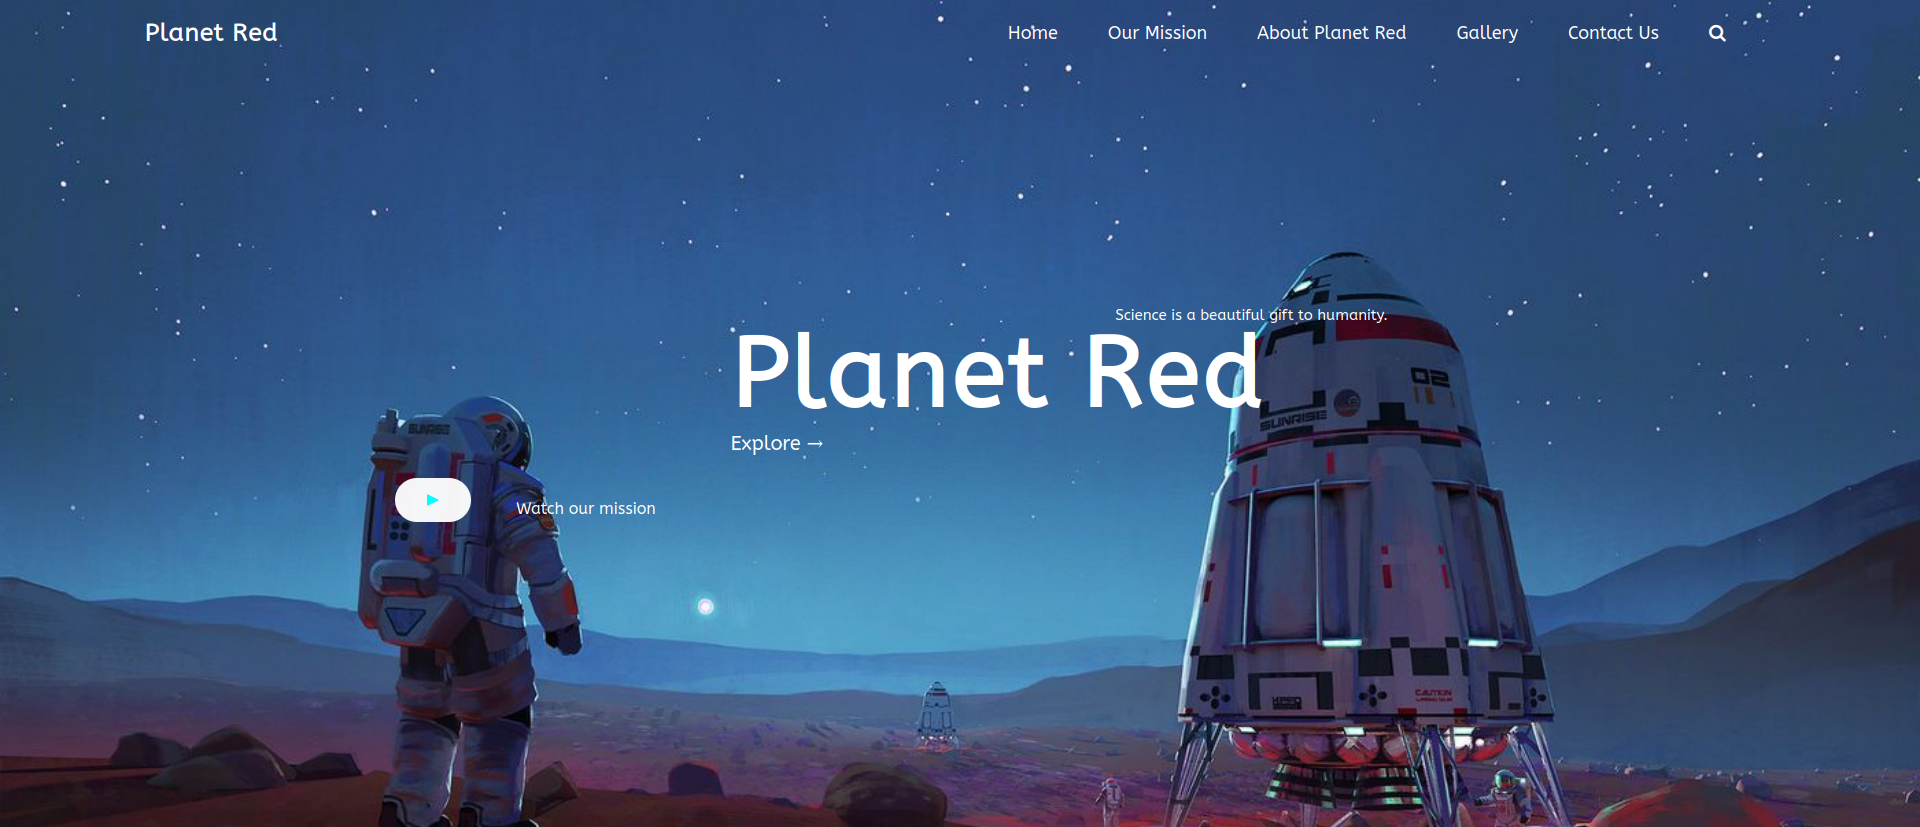 Planet Red
Home
Our Mission
About Planet Red
Gallery
Contact Us
Science is a beautiful gift to humanity.
Planet Red
Explore →
Watch our mission
SUNRISE
02
SUNRISE
CAUTION